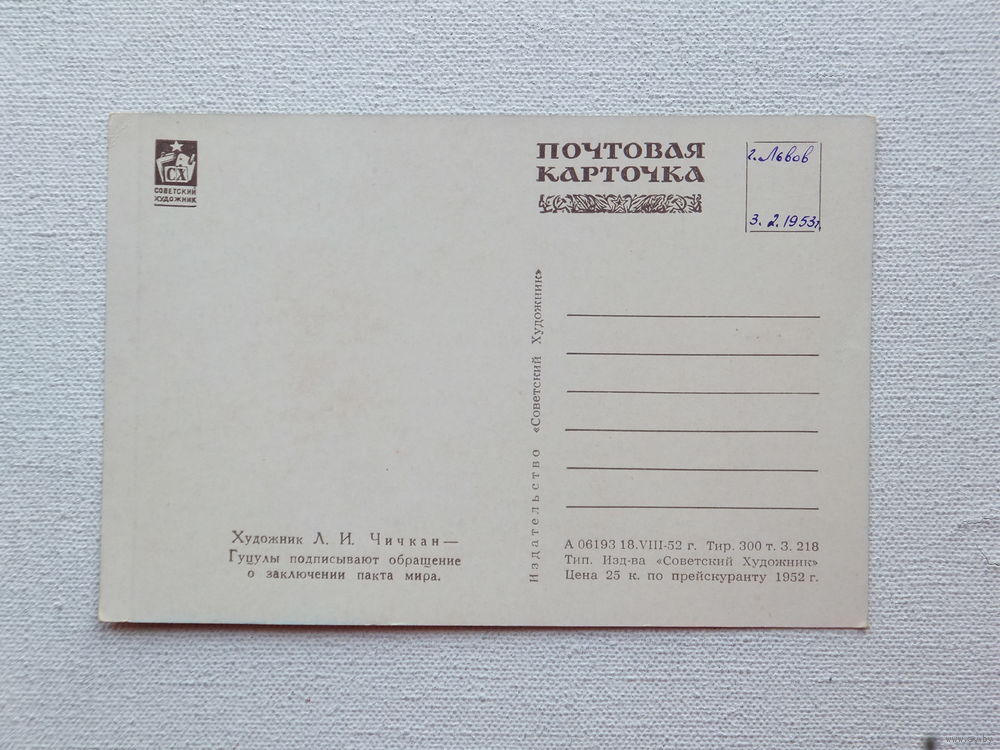 СХ
СОВЕТСКИЙ
ХУДОЖНИК
ПОЧТОВАЯ
КАРТОЧКА
г. Львов
3. 2. 1953г.
Издательство «Советский Художник»
Художник Л. И. Чичкан —
Гуцулы подписывают обращение
о заключении пакта мира.
А 06193 18.VIII-52 г. Тир. 300 т. З. 218
Тип. Изд-ва «Советский Художник»
Цена 25 к. по прейскуранту 1952 г.